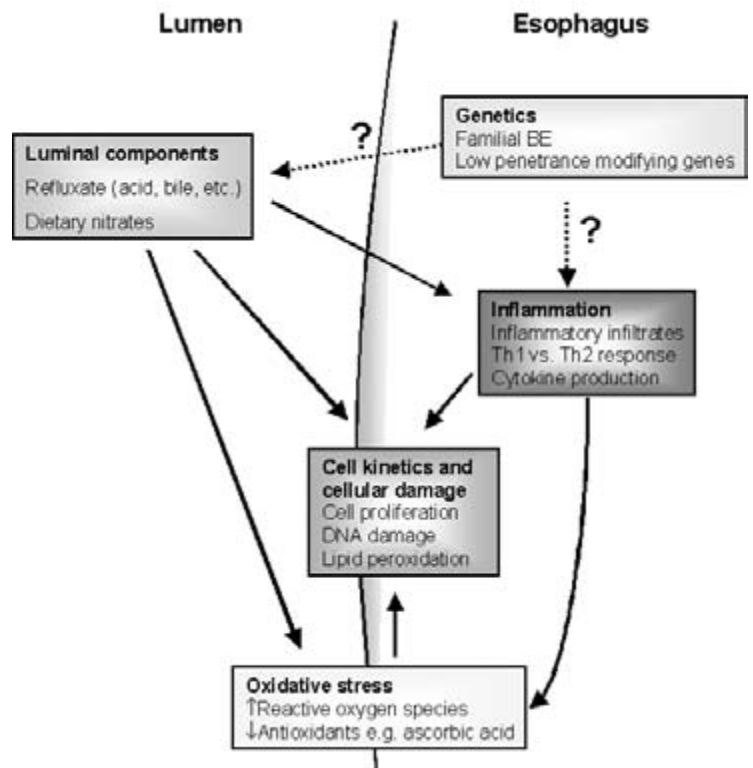 Lumen
Esophagus
Genetics
Familial BE
Low penetrance modifying genes
?
Luminal components
Refluxate (acid, bile, etc.)
Dietary nitrates
?
Inflammation
Inflammatory infiltrates
Th1 vs. Th2 response
Cytokine production
Cell kinetics and
cellular damage
Cell proliferation
DNA damage
Lipid peroxidation
Oxidative stress
↑Reactive oxygen species
↓Antioxidants e.g. ascorbic acid